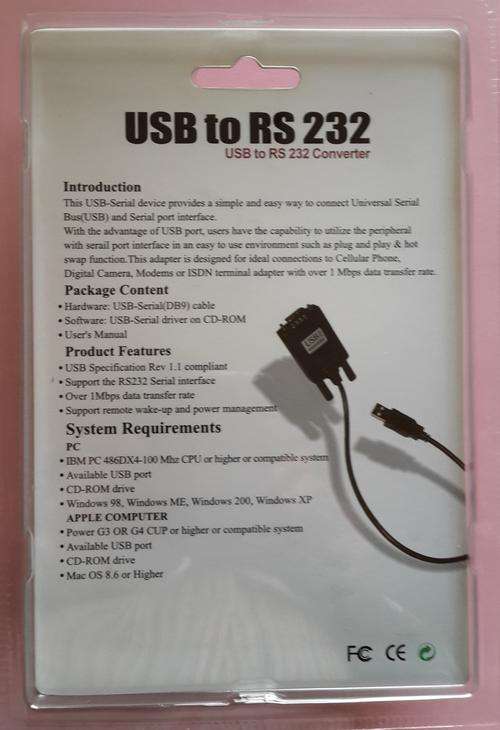 USB to RS 232
USB to RS 232 Converter
Introduction
This USB-Serial device provides a simple and easy way to connect Universal Serial
Bus(USB) and Serial port interface.
With the advantage of USB port, users have the capability to utilize the peripheral
with serail port interface in an easy to use environment such as plug and play & hot
swap function.This adapter is designed for ideal connections to Cellular Phone,
Digital Camera, Modems or ISDN terminal adapter with over 1 Mbps data transfer rate.
Package Content
• Hardware: USB-Serial(DB9) cable
• Software: USB-Serial driver on CD-ROM
• User's Manual
Product Features
• USB Specification Rev 1.1 compliant
• Support the RS232 Serial interface
• Over 1Mbps data transfer rate
• Support remote wake-up and power management
System Requirements
PC
• IBM PC 486DX4-100 Mhz CPU or higher or compatible system
• Available USB port
• CD-ROM drive
• Windows 98, Windows ME, Windows 200, Windows XP
APPLE COMPUTER
• Power G3 OR G4 CUP or higher or compatible system
• Available USB port
• CD-ROM drive
• Mac OS 8.6 or Higher
FC CE